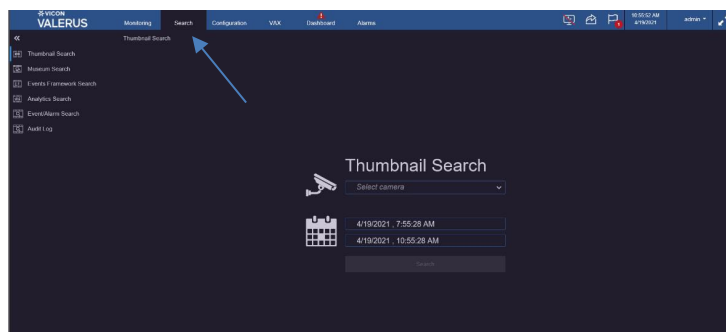 VICON
VALERUS
Monitoring Search Configuration VAX Dashboard Alarms
10:55:52 AM
4/19/2021
admin
Thumbnail Search
Thumbnail Search
Museum Search
Events Framework Search
Analytics Search
Event/Alarm Search
Audit Log
Thumbnail Search
Select camera
4/19/2021 , 7:55:28 AM
4/19/2021 , 10:55:28 AM
Search